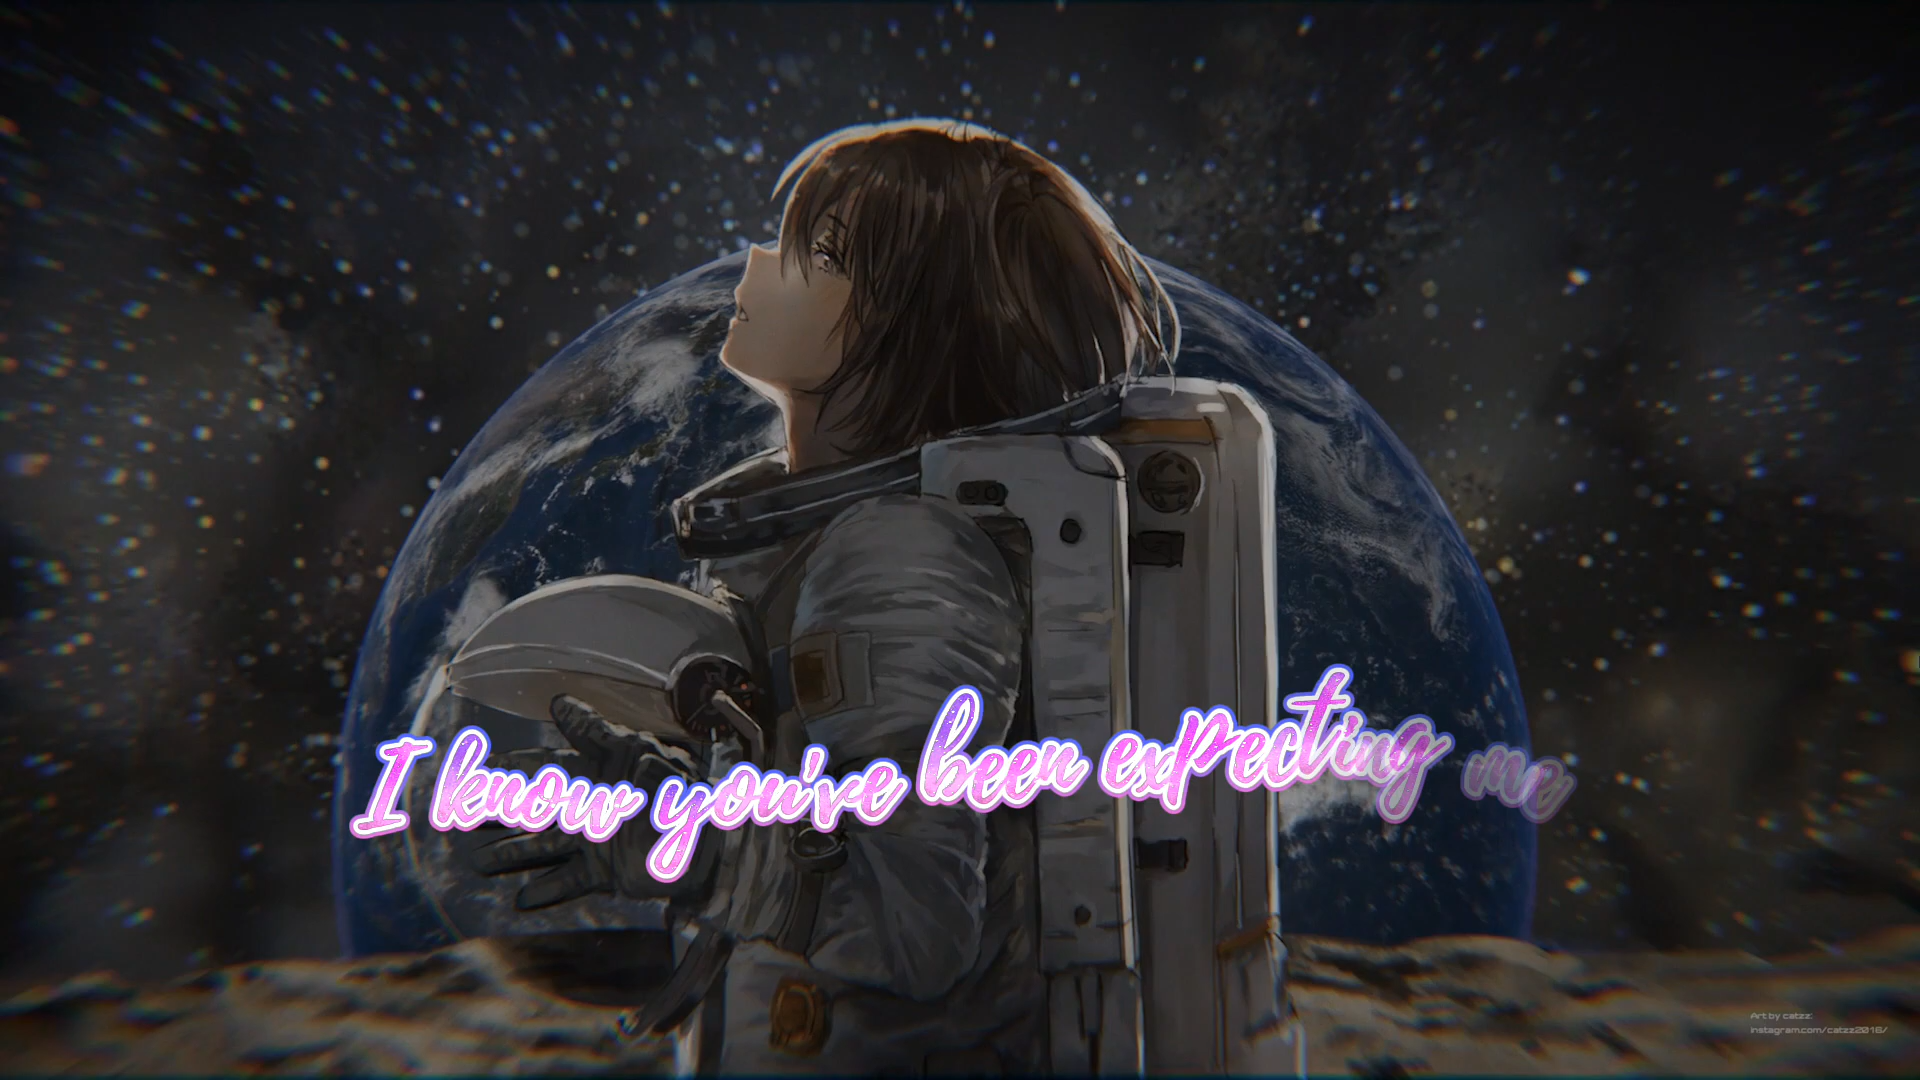 I know you've been expecting me
Art by catzz:
instagram.com/catzz2016/